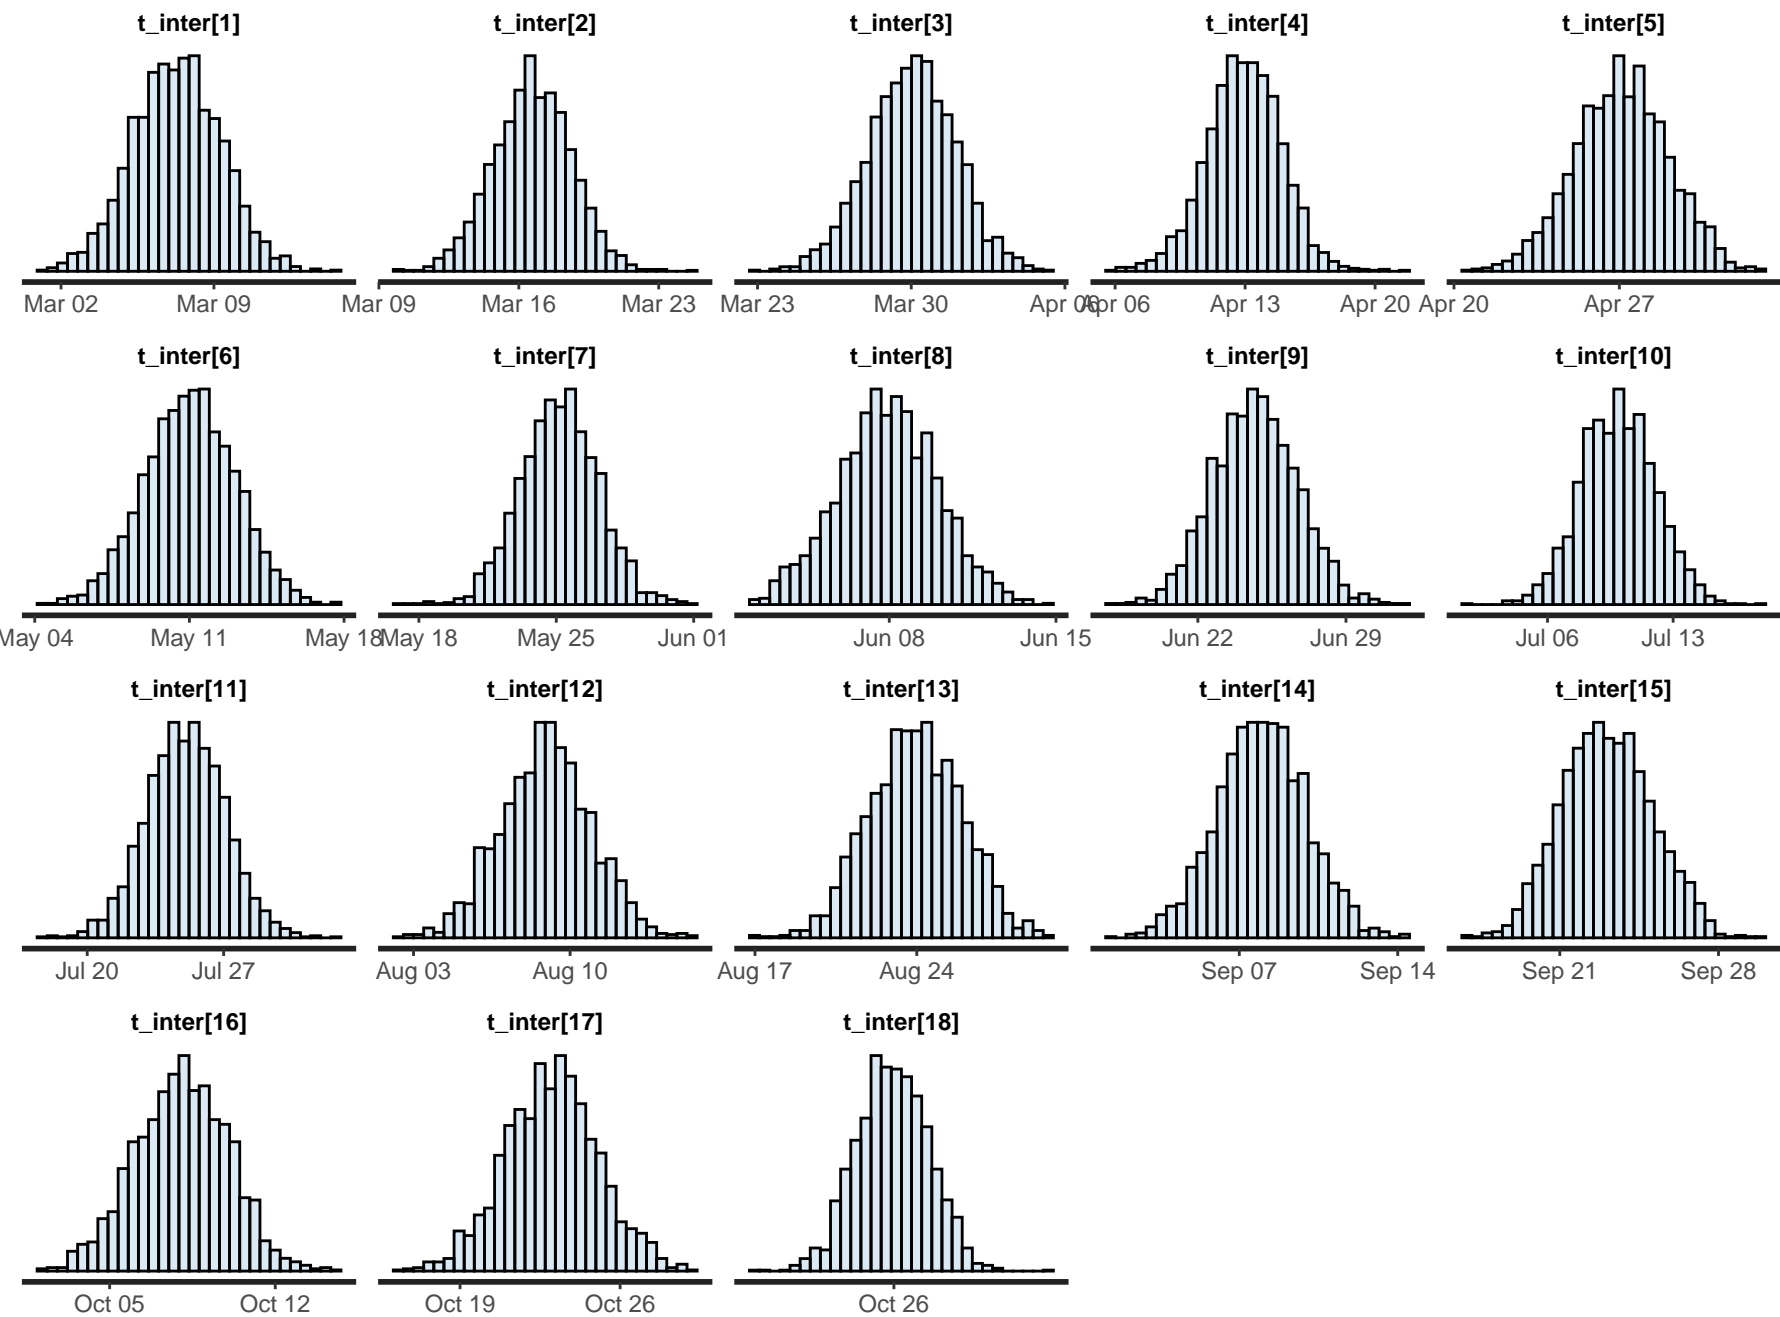 t_inter[1] t_inter[2] t_inter[3] t_inter[4] t_inter[5]
Mar 02 Mar 09 Mar 09 Mar 16 Mar 23 Mar 23 Mar 30 Apr 06 Apr 06 Apr 13 Apr 20 Apr 20 Apr 27
t_inter[6] t_inter[7] t_inter[8] t_inter[9] t_inter[10]
May 04 May 11 May 18 May 18 May 25 Jun 01 Jun 08 Jun 15 Jun 22 Jun 29 Jul 06 Jul 13
t_inter[11] t_inter[12] t_inter[13] t_inter[14] t_inter[15]
Jul 20 Jul 27 Aug 03 Aug 10 Aug 17 Aug 24 Sep 07 Sep 14 Sep 21 Sep 28
t_inter[16] t_inter[17] t_inter[18]
Oct 05 Oct 12 Oct 19 Oct 26 Oct 26